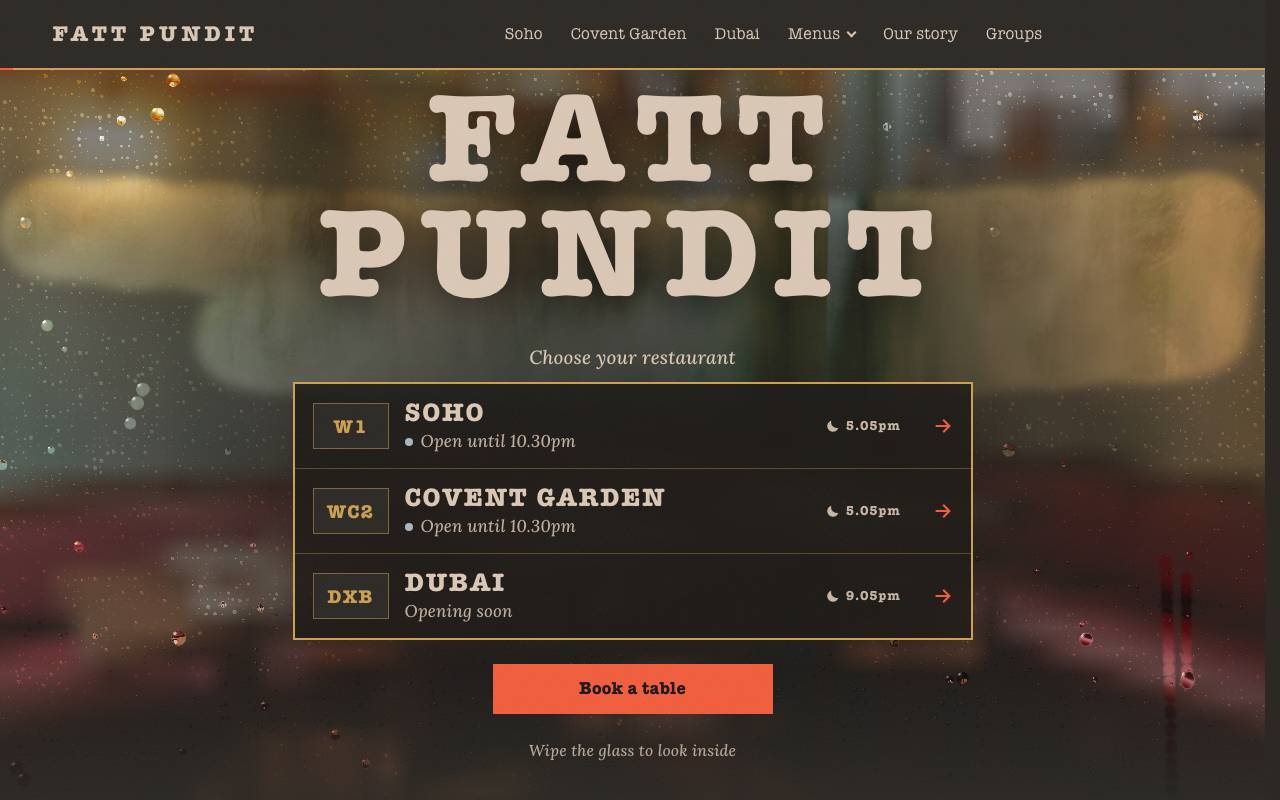 FATT PUNDIT
Soho Covent Garden Dubai Menus Our story Groups
FATT
PUNDIT
Choose your restaurant
W1 SOHO
Open until 10.30pm
5.05pm
WC2 COVENT GARDEN
Open until 10.30pm
5.05pm
DXB DUBAI
Opening soon
9.05pm
Book a table
Wipe the glass to look inside